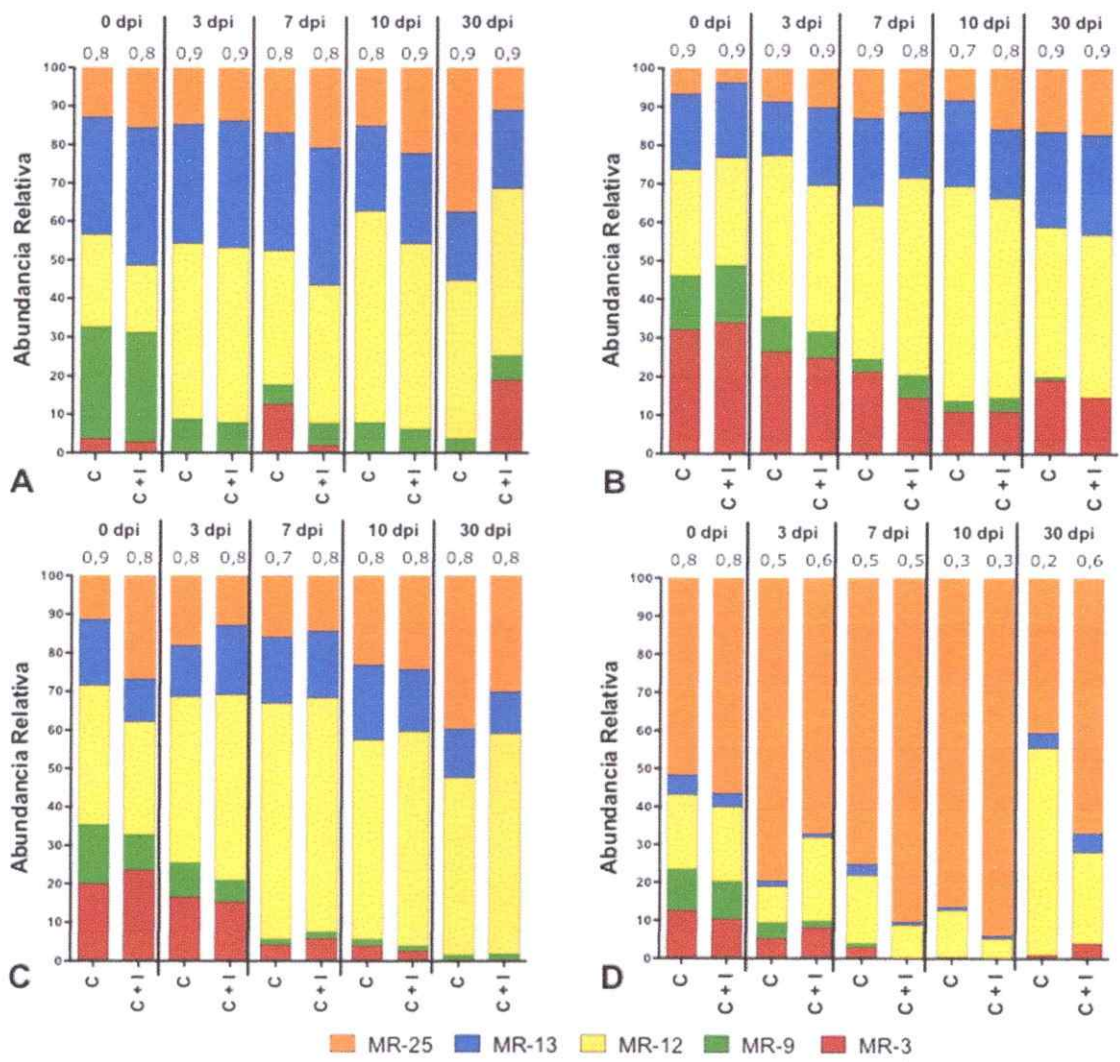 0 dpi 3 dpi 7 dpi 10 dpi 30 dpi
0,8 0,8 0,9 0,9 0,8 0,8 0,8 0,9 0,9 0,9
Abundancia Relativa
100
90
80
70
60
50
40
30
20
10
0
A
C C + I C C + I C C + I C C + I C C + I
0 dpi 3 dpi 7 dpi 10 dpi 30 dpi
0,9 0,9 0,9 0,9 0,9 0,8 0,7 0,8 0,9 0,9
Abundancia Relativa
100
90
80
70
60
50
40
30
20
10
0
B
C C + I C C + I C C + I C C + I C C + I
0 dpi 3 dpi 7 dpi 10 dpi 30 dpi
0,9 0,8 0,8 0,8 0,7 0,8 0,8 0,8 0,8 0,8
Abundancia Relativa
100
90
80
70
60
50
40
30
20
10
0
C
C C + I C C + I C C + I C C + I C C + I
0 dpi 3 dpi 7 dpi 10 dpi 30 dpi
0,8 0,8 0,5 0,6 0,5 0,5 0,3 0,3 0,2 0,6
Abundancia Relativa
100
90
80
70
60
50
40
30
20
10
0
D
C C + I C C + I C C + I C C + I C C + I
MR-25 MR-13 MR-12 MR-9 MR-3